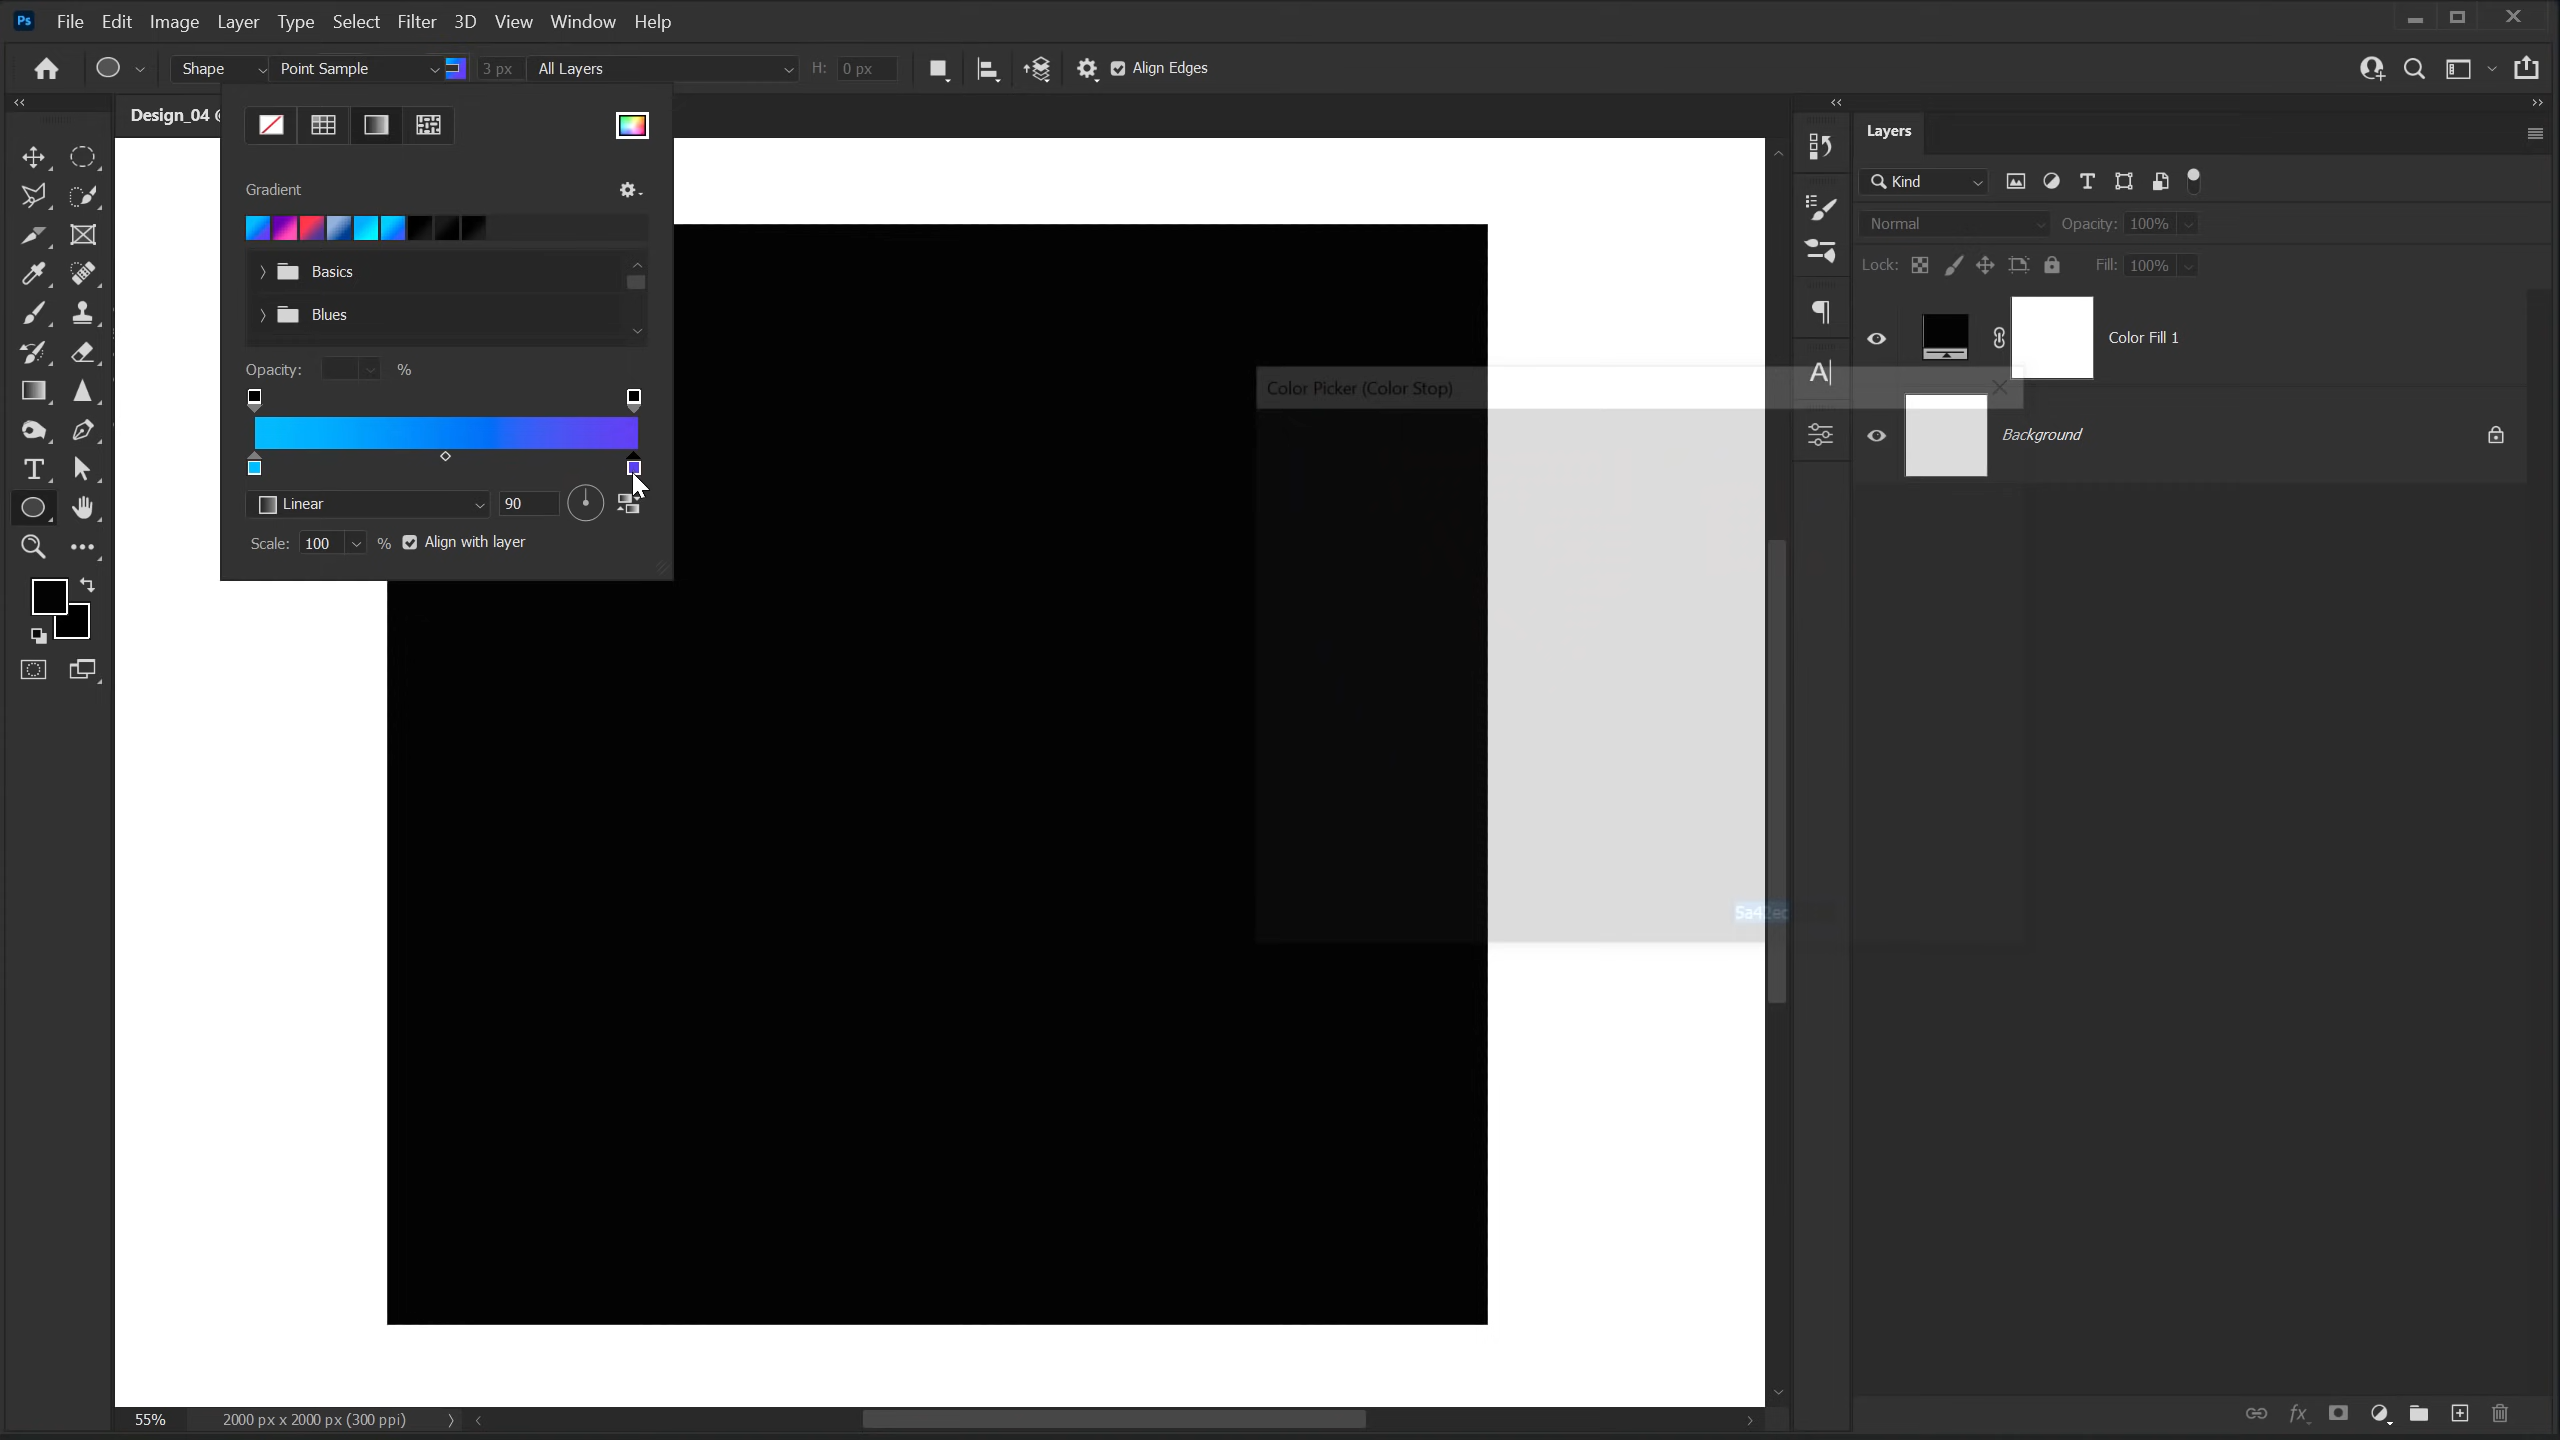 Ps File Edit Image Layer Type Select Filter 3D View Window Help
Shape Point Sample 3 px All Layers H: 0 px Align Edges
Design_04 @
Gradient
Basics
Blues
Opacity: %
Linear 90
Scale: 100 % Align with layer
Color Picker (Color Stop)
5a42ec
Layers
Kind
Normal Opacity: 100%
Lock: Fill: 100%
Color Fill 1
Background
55% 2000 px x 2000 px (300 ppi)